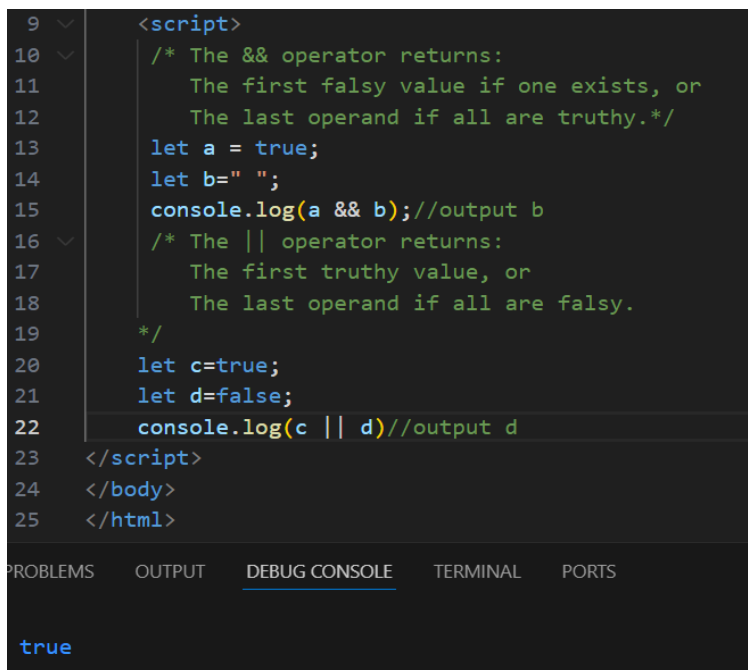 9 <script>
10 /* The && operator returns:
11 The first falsy value if one exists, or
12 The last operand if all are truthy.*/
13 let a = true;
14 let b=" ";
15 console.log(a && b);//output b
16 /* The || operator returns:
17 The first truthy value, or
18 The last operand if all are falsy.
19 */
20 let c=true;
21 let d=false;
22 console.log(c || d)//output d
23 </script>
24 </body>
25 </html>
PROBLEMS OUTPUT DEBUG CONSOLE TERMINAL PORTS
true